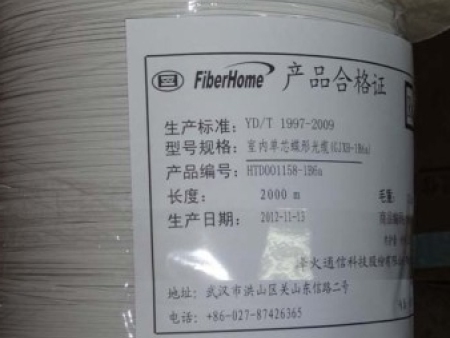 FiberHome 产品合格证
生产标准: YD/T 1997-2009
型号规格: 室内单芯蝶形光缆(GJXH-1B6a)
产品编号: HTD001158-1B6a
长度: 2000 m 毛重:
生产日期: 2012-11-13
火通信科技股份有限
地址: 武汉市洪山区关山东信路二号
电话: +86-027-87426365